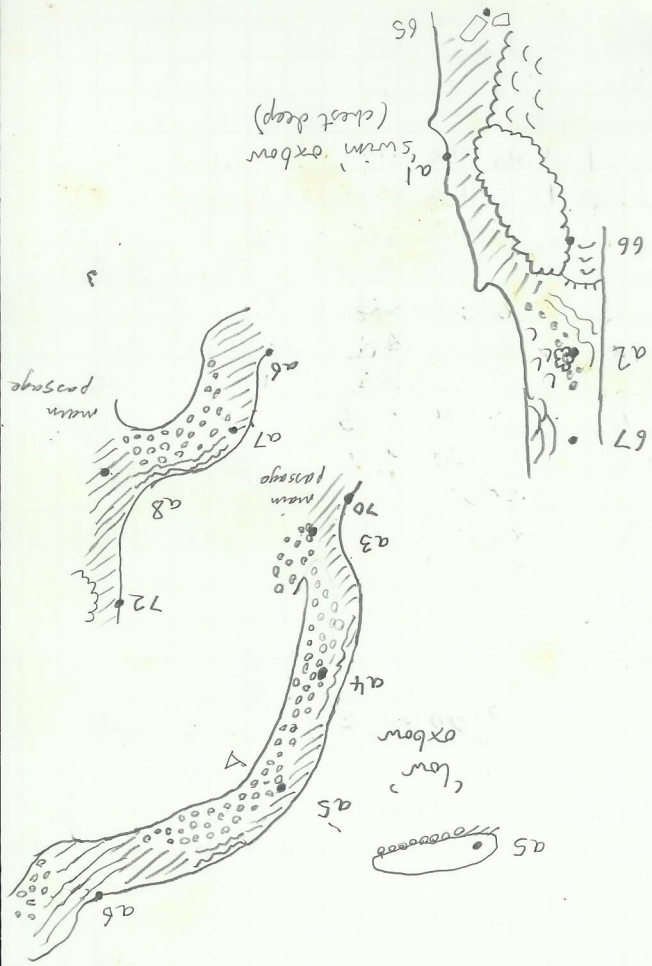 a6
a5
a5
"low"
oxbow
a4
72
a3
70
a8
main
passage
67
a7
main
passage
a6
a2
66
a1
'swim' oxbow
(chest deep)
65